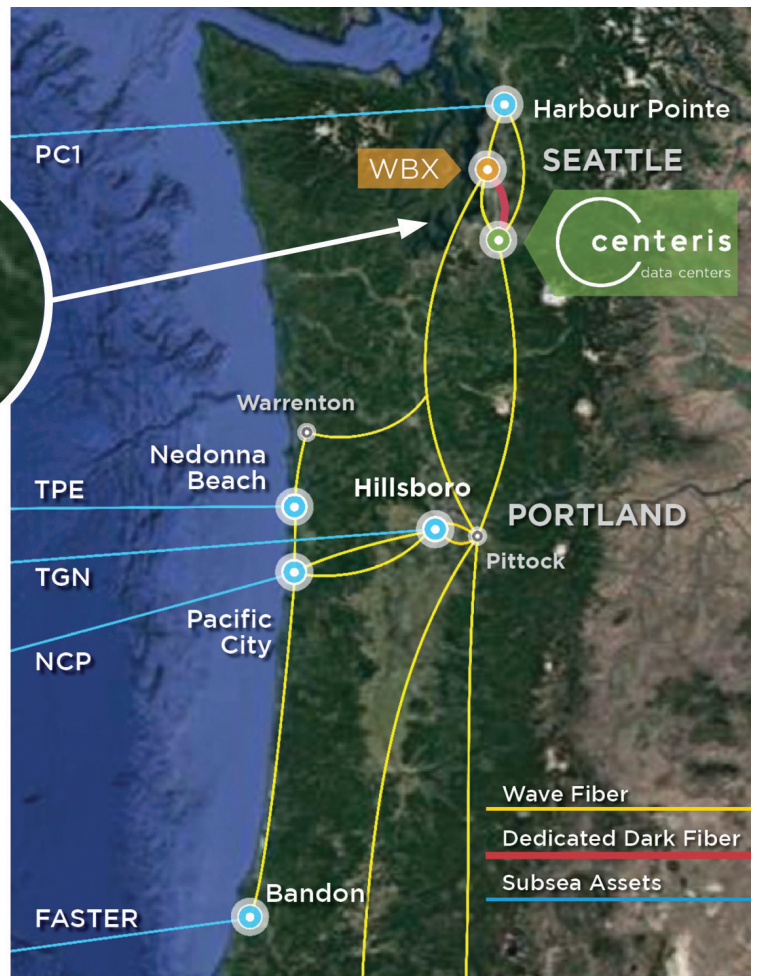 Harbour Pointe
PC1
WBX
SEATTLE
centeris
data centers
Warrenton
Nedonna
Beach
TPE
Hillsboro
PORTLAND
Pittock
TGN
Pacific
City
NCP
Wave Fiber
Dedicated Dark Fiber
Subsea Assets
Bandon
FASTER